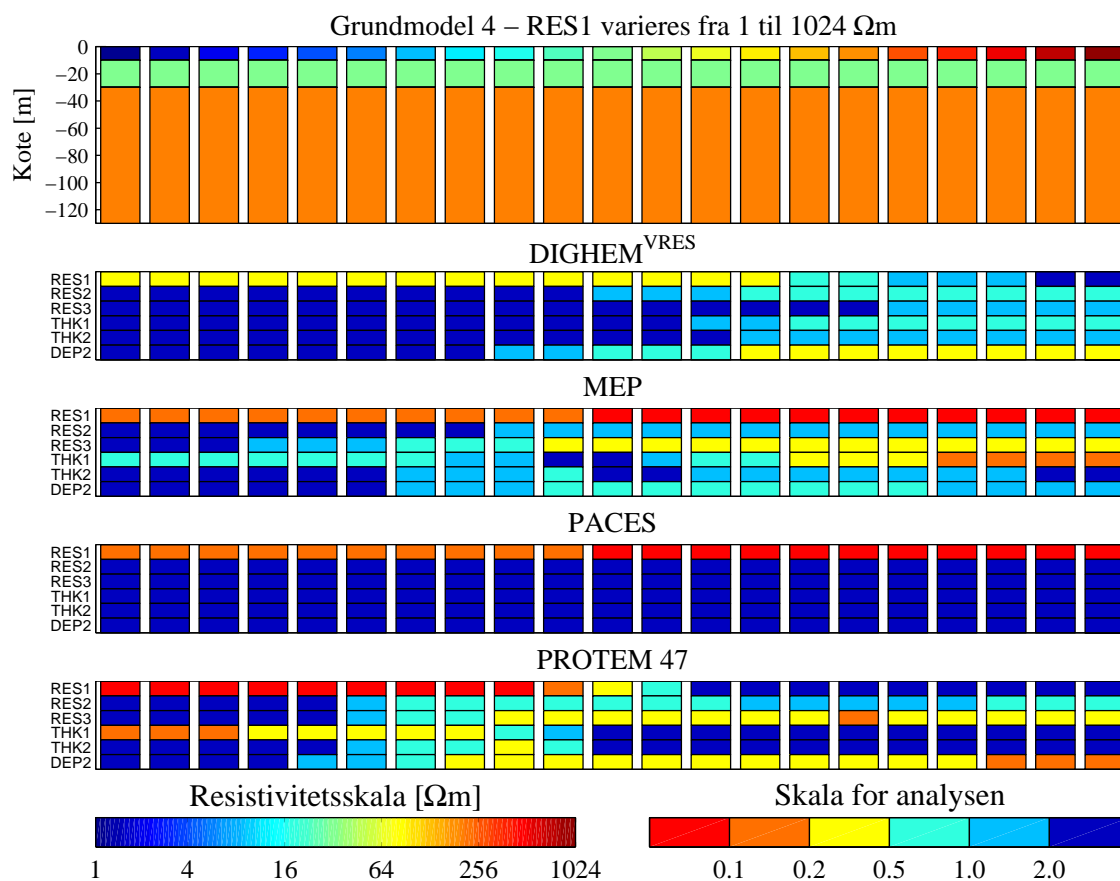 Grundmodel 4 – RES1 varieres fra 1 til 1024 Ωm
Kote [m]
0
−20
−40
−60
−80
−100
−120
DIGHEM^VRES
RES1
RES2
RES3
THK1
THK2
DEP2
MEP
RES1
RES2
RES3
THK1
THK2
DEP2
PACES
RES1
RES2
RES3
THK1
THK2
DEP2
PROTEM 47
RES1
RES2
RES3
THK1
THK2
DEP2
Resistivitetsskala [Ωm]
1 4 16 64 256 1024
Skala for analysen
0.1 0.2 0.5 1.0 2.0